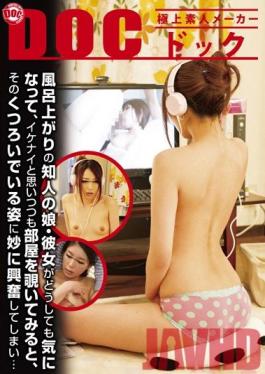 DOC
極上素人メーカー
ドック
DOC
風呂上がりの知人の娘・彼女がどうしても気に
なって、イケナイと思いつつも部屋を覗いてみると、
そのくつろいでいる姿に妙に興奮してしまい…
JAVHD